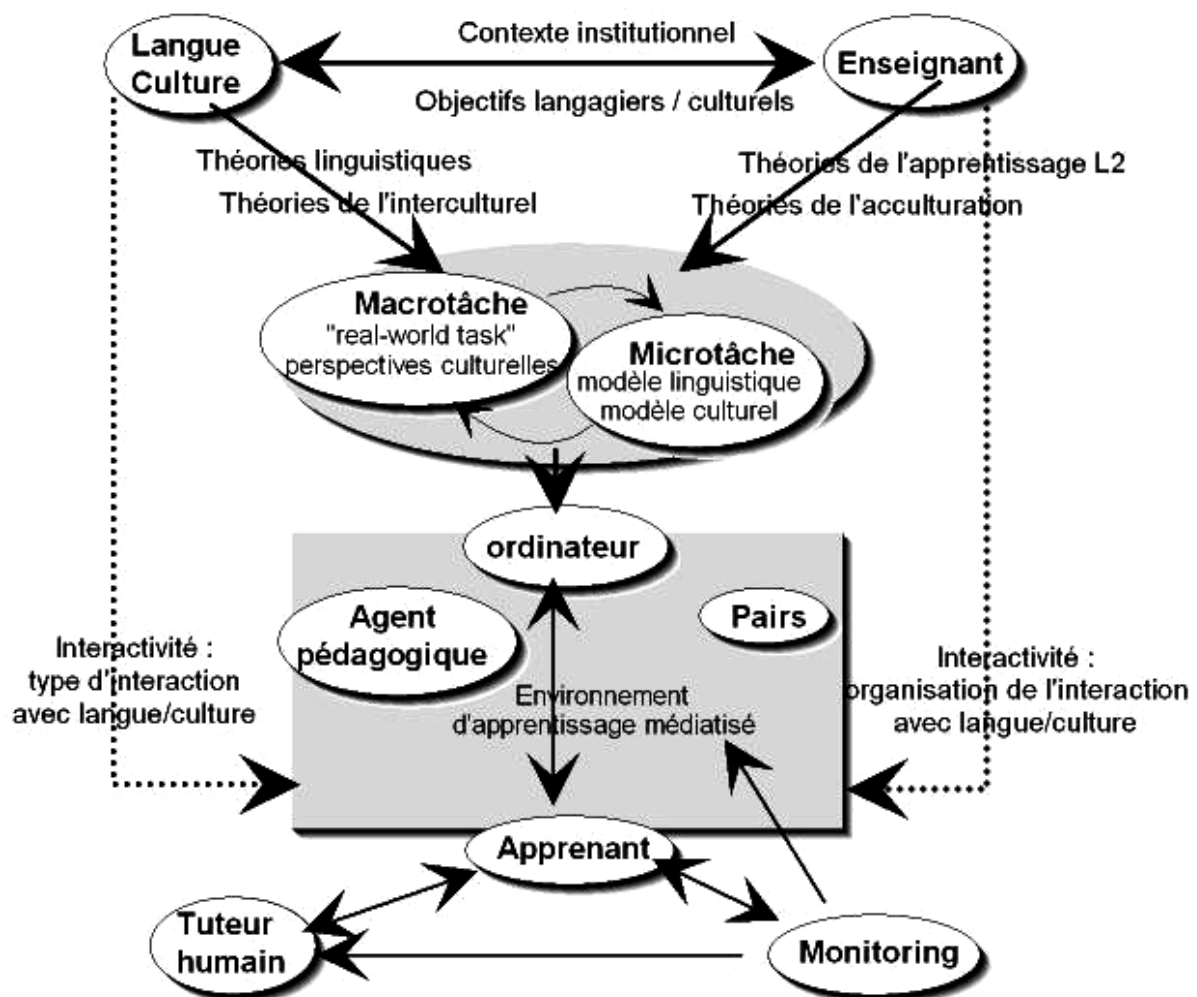 Langue
Culture
Contexte institutionnel
Enseignant
Objectifs langagiers / culturels
Théories linguistiques
Théories de l'interculturel
Théories de l'apprentissage L2
Théories de l'acculturation
Macrotâche
"real-world task"
perspectives culturelles
Microtâche
modèle linguistique
modèle culturel
ordinateur
Agent
pédagogique
Pairs
Interactivité :
type d'interaction
avec langue/culture
Environnement
d'apprentissage médiatisé
Interactivité :
organisation de l'interaction
avec langue/culture
Apprenant
Tuteur
humain
Monitoring